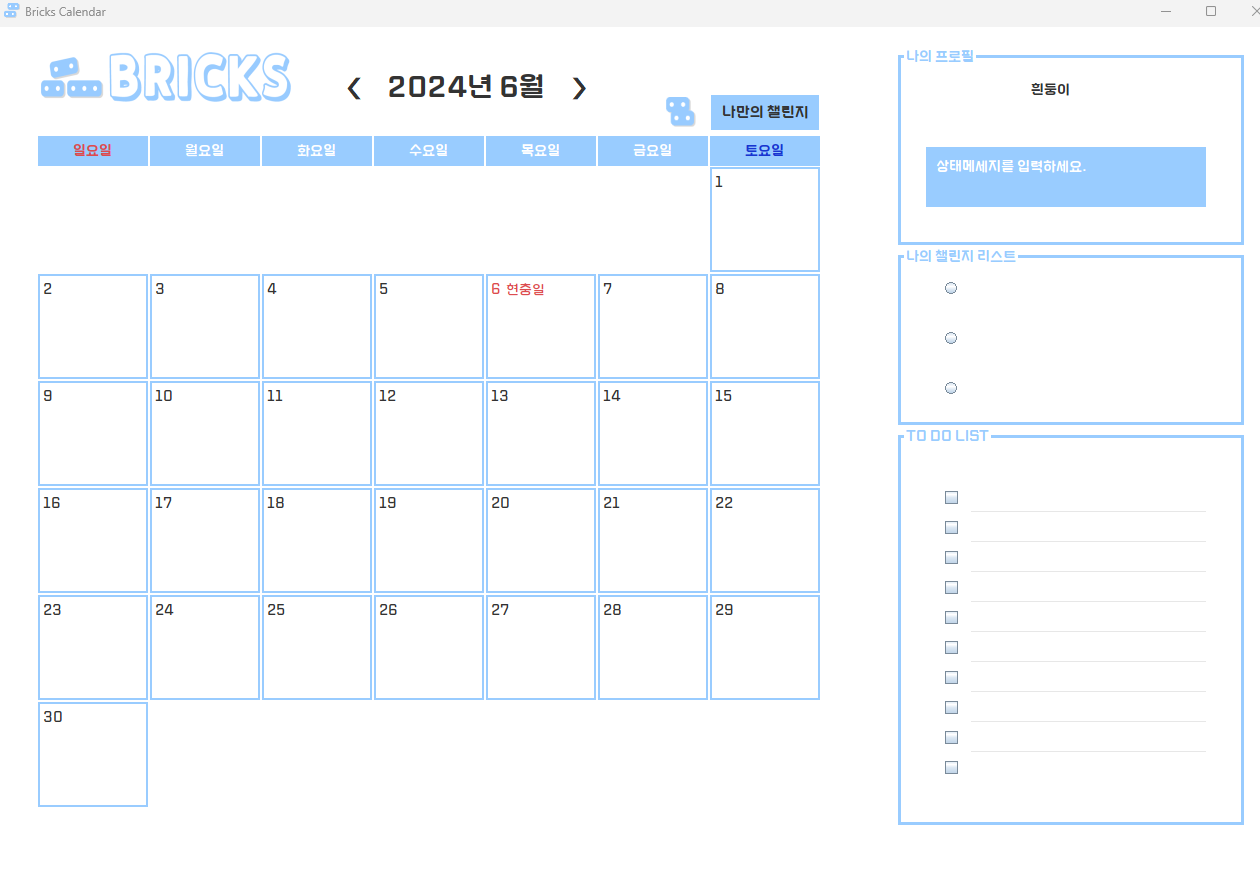 Bricks Calendar
BRICKS
2024년 6월
나만의 챌린지
일요일 월요일 화요일 수요일 목요일 금요일 토요일
1
2 3 4 5 6 현충일 7 8
9 10 11 12 13 14 15
16 17 18 19 20 21 22
23 24 25 26 27 28 29
30
나의 프로필
흰둥이
상태메세지를 입력하세요.
나의 챌린지 리스트
TO DO LIST